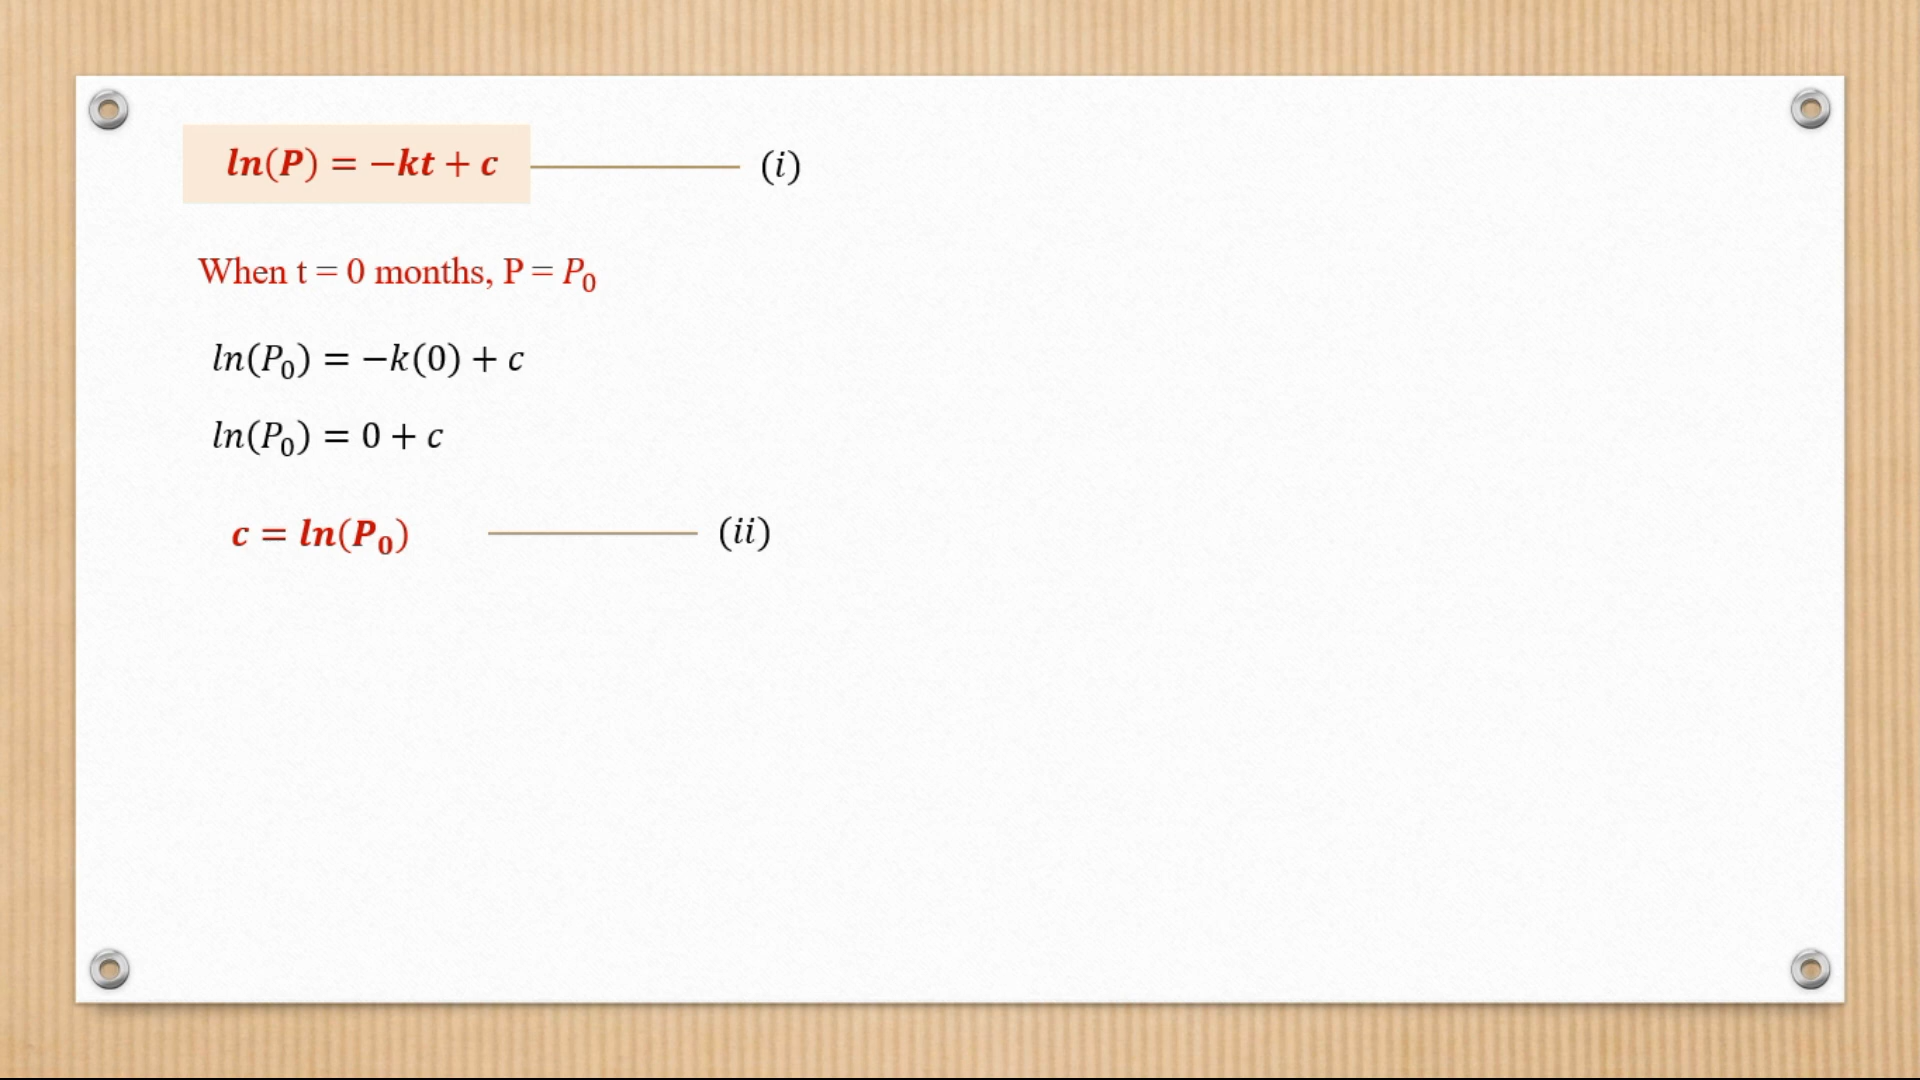 ln(P) = −kt + c (i)
When t = 0 months, P = P₀
ln(P₀) = −k(0) + c
ln(P₀) = 0 + c
c = ln(P₀) (ii)